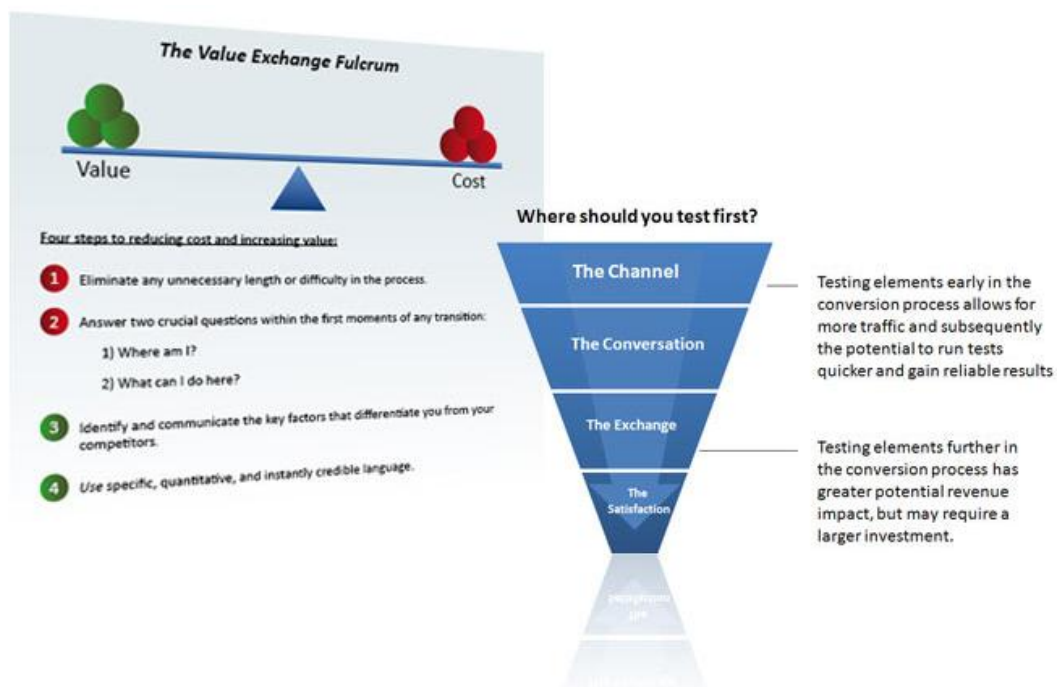 The Value Exchange Fulcrum
Value
Cost
Four steps to reducing cost and increasing value:
1 Eliminate any unnecessary length or difficulty in the process.
2 Answer two crucial questions within the first moments of any transition:
1) Where am I?
2) What can I do here?
3 Identify and communicate the key factors that differentiate you from your
competitors.
4 Use specific, quantitative, and instantly credible language.
Where should you test first?
The Channel
The Conversation
The Exchange
The
Satisfaction
Testing elements early in the
conversion process allows for
more traffic and subsequently
the potential to run tests
quicker and gain reliable results
Testing elements further in
the conversion process has
greater potential revenue
impact, but may require a
larger investment.